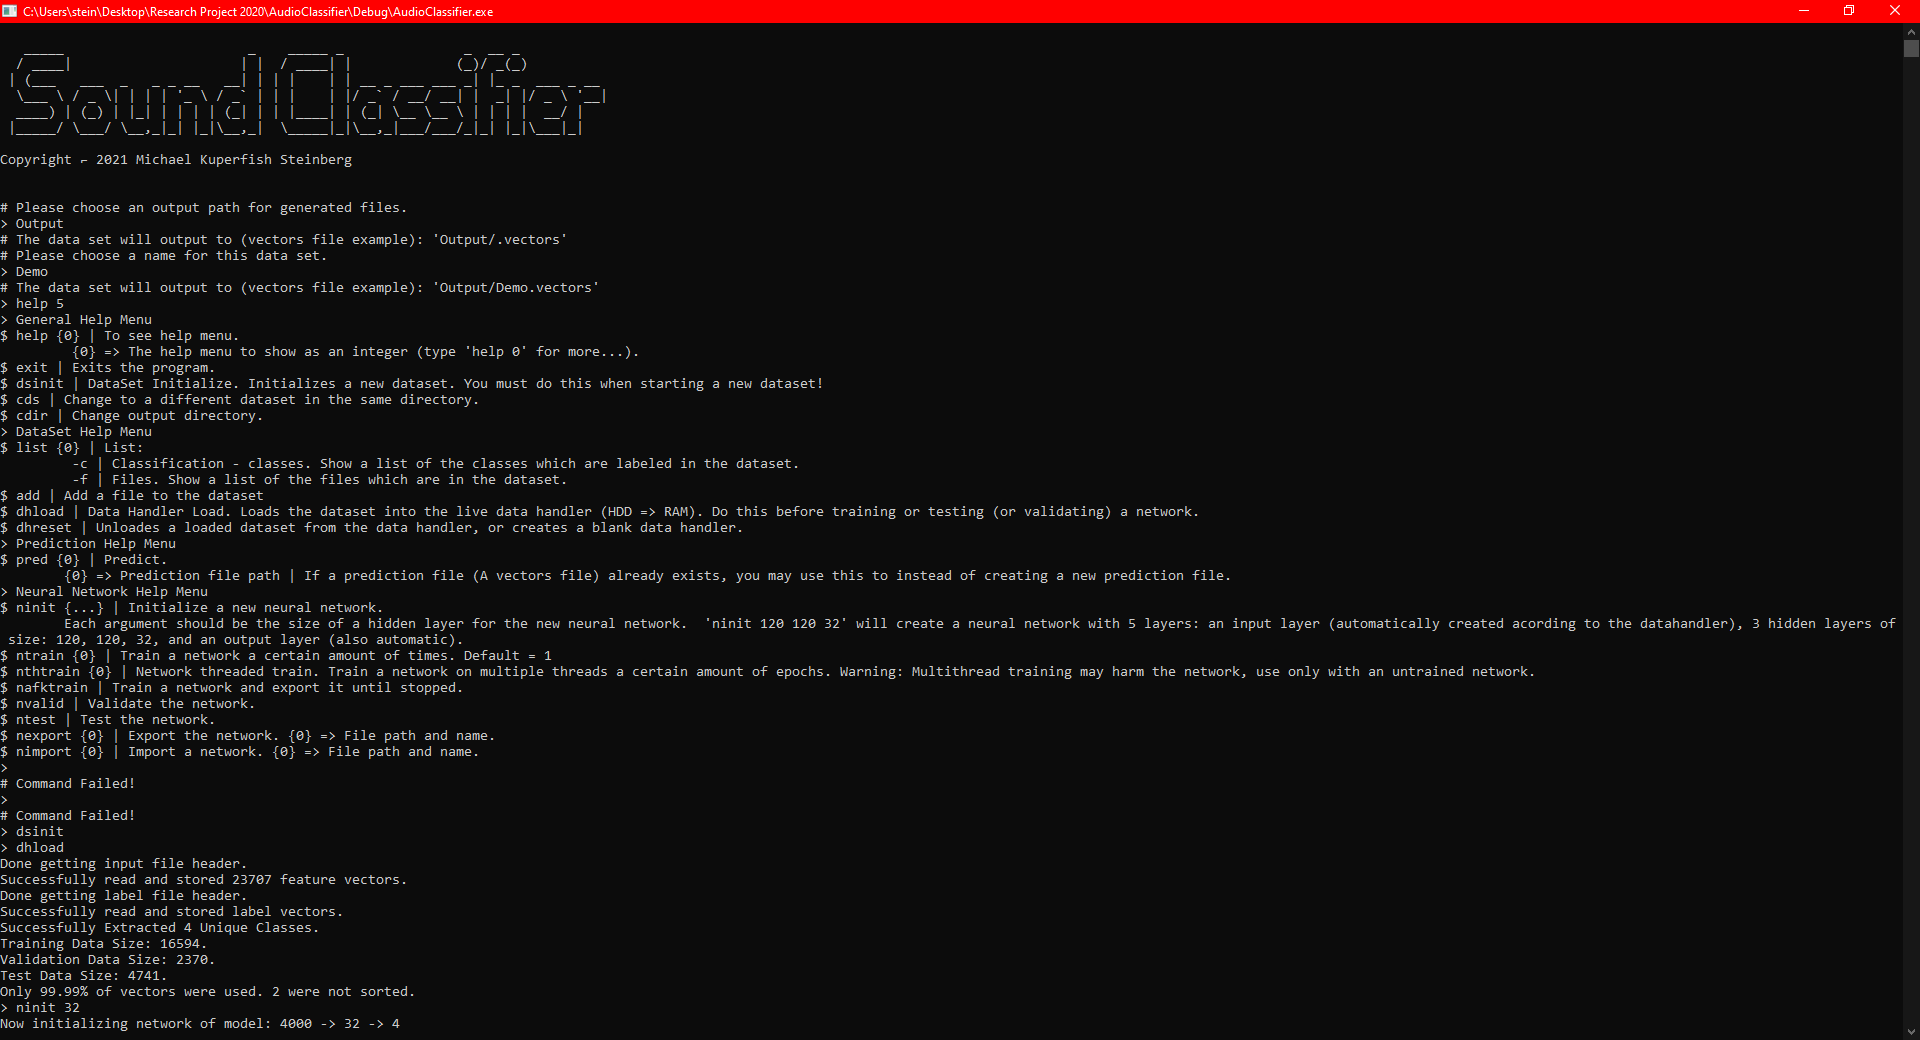 C:\Users\stein\Desktop\Research Project 2020\AudioClassifier\Debug\AudioClassifier.exe
Sound Classifier
Copyright ⌐ 2021 Michael Kuperfish Steinberg
# Please choose an output path for generated files.
> Output
# The data set will output to (vectors file example): 'Output/.vectors'
# Please choose a name for this data set.
> Demo
# The data set will output to (vectors file example): 'Output/Demo.vectors'
> help 5
> General Help Menu
$ help {0} | To see help menu.
{0} => The help menu to show as an integer (type 'help 0' for more...).
$ exit | Exits the program.
$ dsinit | DataSet Initialize. Initializes a new dataset. You must do this when starting a new dataset!
$ cds | Change to a different dataset in the same directory.
$ cdir | Change output directory.
> DataSet Help Menu
$ list {0} | List:
-c | Classification - classes. Show a list of the classes which are labeled in the dataset.
-f | Files. Show a list of the files which are in the dataset.
$ add | Add a file to the dataset
$ dhload | Data Handler Load. Loads the dataset into the live data handler (HDD => RAM). Do this before training or testing (or validating) a network.
$ dhreset | Unloades a loaded dataset from the data handler, or creates a blank data handler.
> Prediction Help Menu
$ pred {0} | Predict.
{0} => Prediction file path | If a prediction file (A vectors file) already exists, you may use this to instead of creating a new prediction file.
> Neural Network Help Menu
$ ninit {...} | Initialize a new neural network.
Each argument should be the size of a hidden layer for the new neural network.  'ninit 120 120 32' will create a neural network with 5 layers: an input layer (automatically created acording to the datahandler), 3 hidden layers of
size: 120, 120, 32, and an output layer (also automatic).
$ ntrain {0} | Train a network a certain amount of times. Default = 1
$ nthtrain {0} | Network threaded train. Train a network on multiple threads a certain amount of epochs. Warning: Multithread training may harm the network, use only with an untrained network.
$ nafktrain | Train a network and export it until stopped.
$ nvalid | Validate the network.
$ ntest | Test the network.
$ nexport {0} | Export the network. {0} => File path and name.
$ nimport {0} | Import a network. {0} => File path and name.
>
# Command Failed!
>
# Command Failed!
> dsinit
> dhload
Done getting input file header.
Successfully read and stored 23707 feature vectors.
Done getting label file header.
Successfully read and stored label vectors.
Successfully Extracted 4 Unique Classes.
Training Data Size: 16594.
Validation Data Size: 2370.
Test Data Size: 4741.
Only 99.99% of vectors were used. 2 were not sorted.
> ninit 32
Now initializing network of model: 4000 -> 32 -> 4